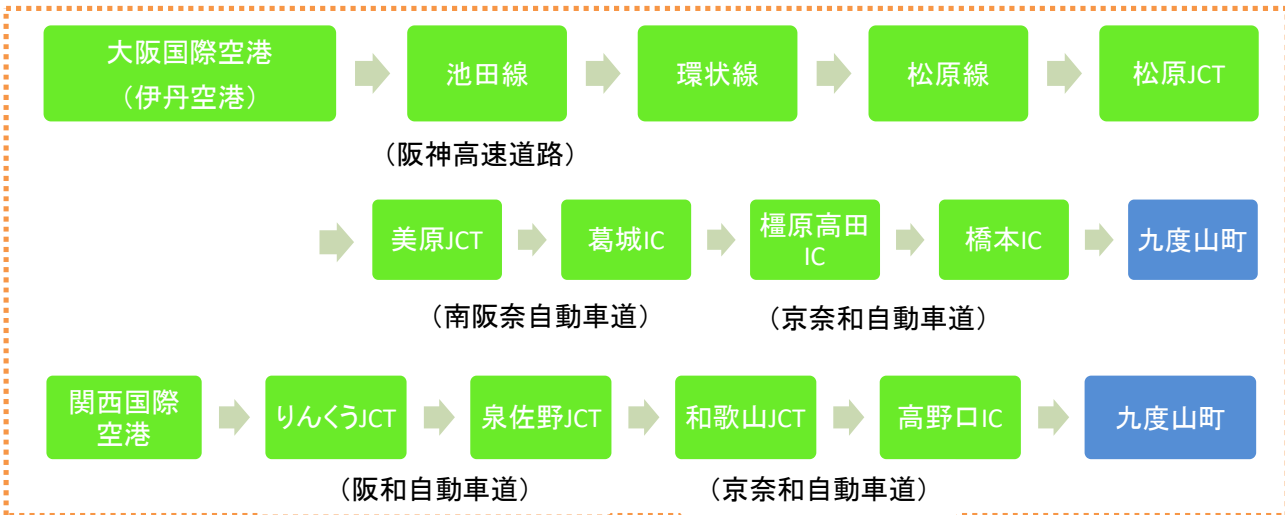 大阪国際空港
（伊丹空港）
池田線
環状線
松原線
松原JCT
（阪神高速道路）
美原JCT
葛城IC
橿原高田
IC
橋本IC
九度山町
（南阪奈自動車道）
（京奈和自動車道）
関西国際
空港
りんくうJCT
泉佐野JCT
和歌山JCT
高野口IC
九度山町
（阪和自動車道）
（京奈和自動車道）